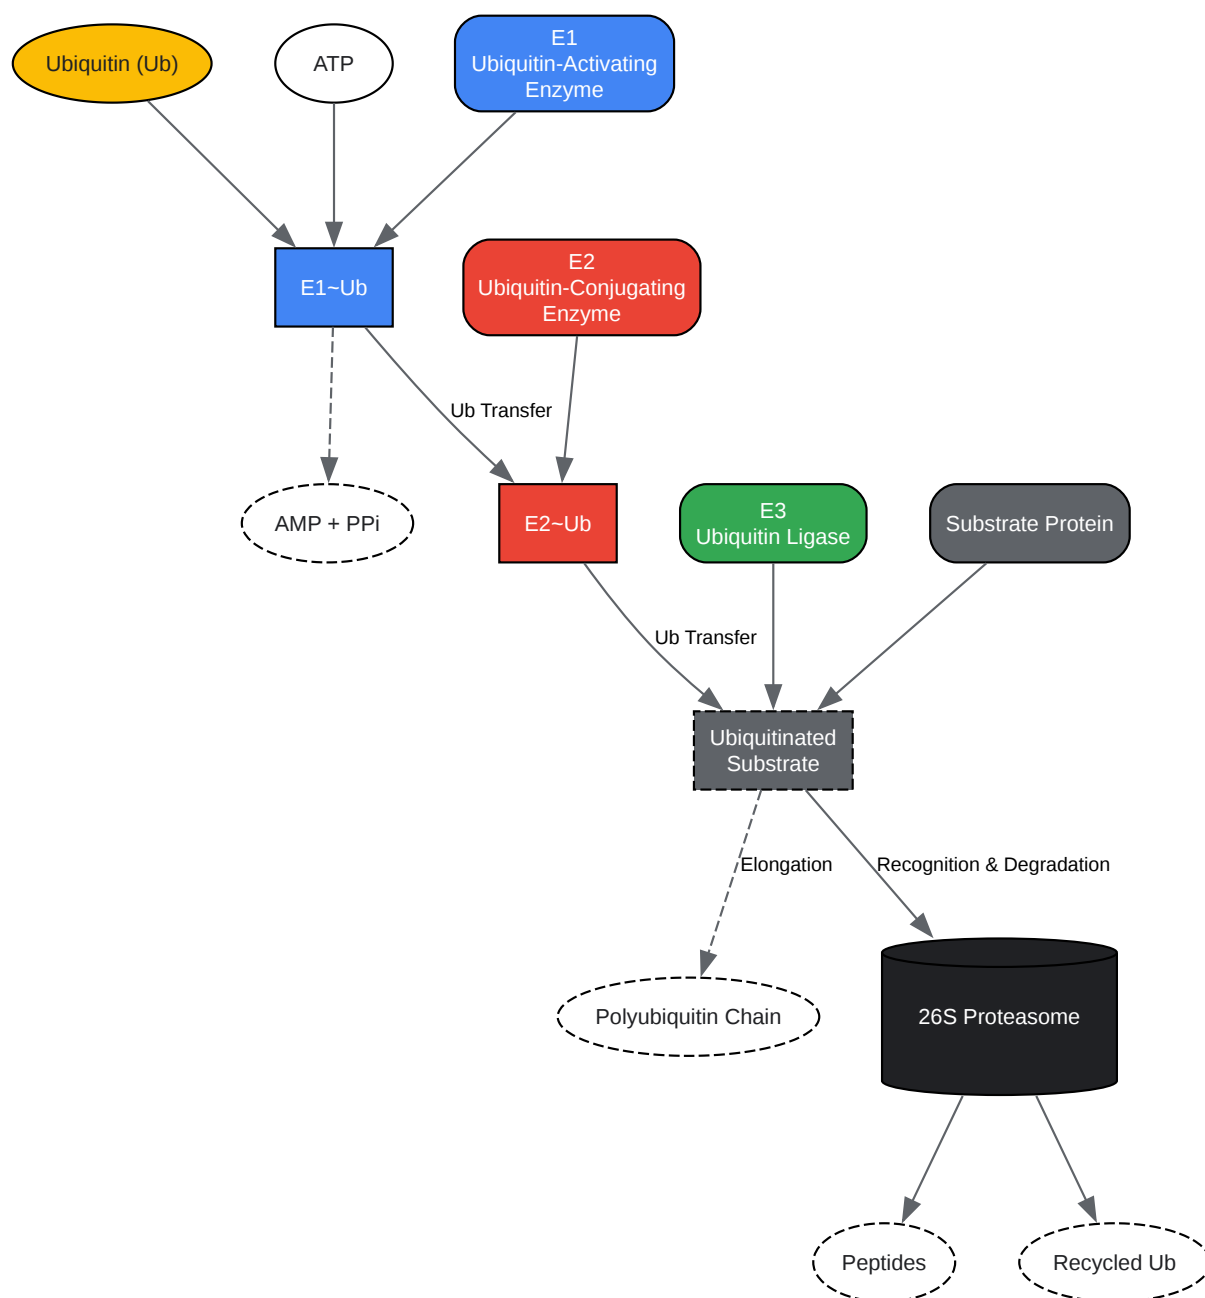 Ubiquitin (Ub)
ATP
E1
Ubiquitin-Activating
Enzyme
E1~Ub
E2
Ubiquitin-Conjugating
Enzyme
Ub Transfer
AMP + PPi
E2~Ub
E3
Ubiquitin Ligase
Substrate Protein
Ub Transfer
Ubiquitinated
Substrate
Elongation
Recognition & Degradation
Polyubiquitin Chain
26S Proteasome
Peptides
Recycled Ub